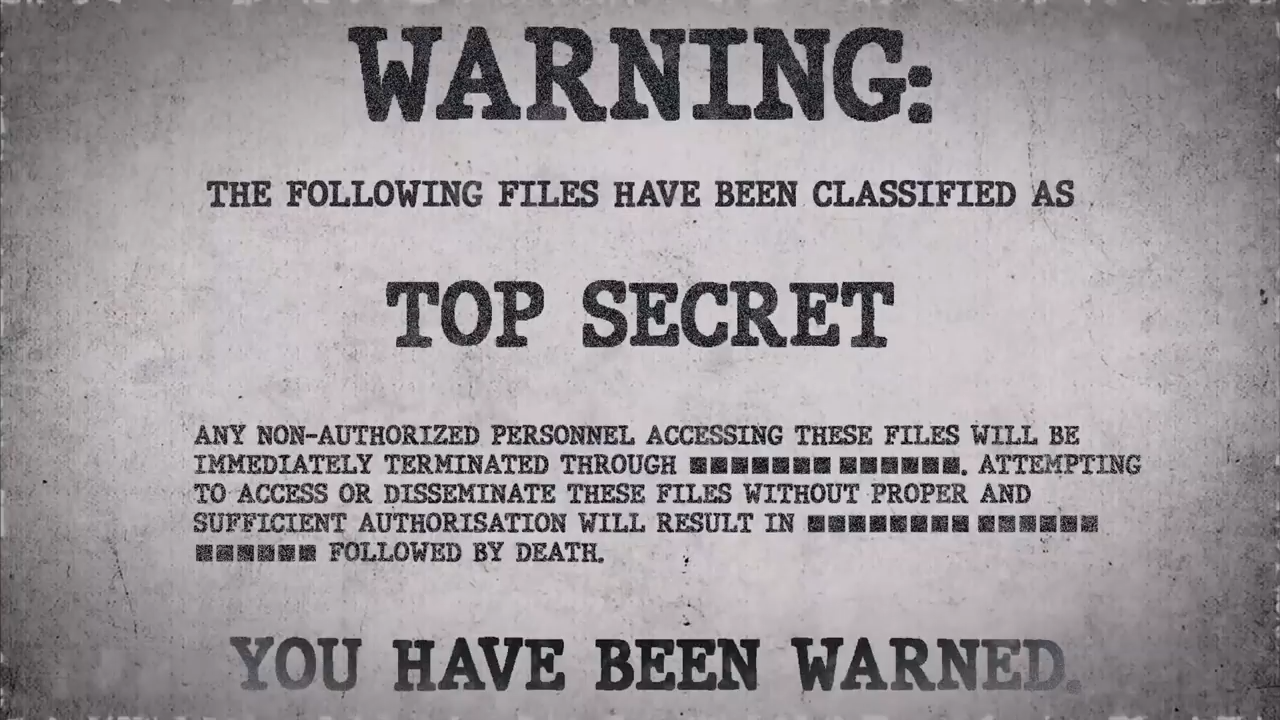 WARNING:
THE FOLLOWING FILES HAVE BEEN CLASSIFIED AS
TOP SECRET
ANY NON-AUTHORIZED PERSONNEL ACCESSING THESE FILES WILL BE
IMMEDIATELY TERMINATED THROUGH ■■■■■■■ ■■■■■■. ATTEMPTING
TO ACCESS OR DISSEMINATE THESE FILES WITHOUT PROPER AND
SUFFICIENT AUTHORISATION WILL RESULT IN ■■■■■■■■ ■■■■■■
■■■■■■ FOLLOWED BY DEATH.
YOU HAVE BEEN WARNED.